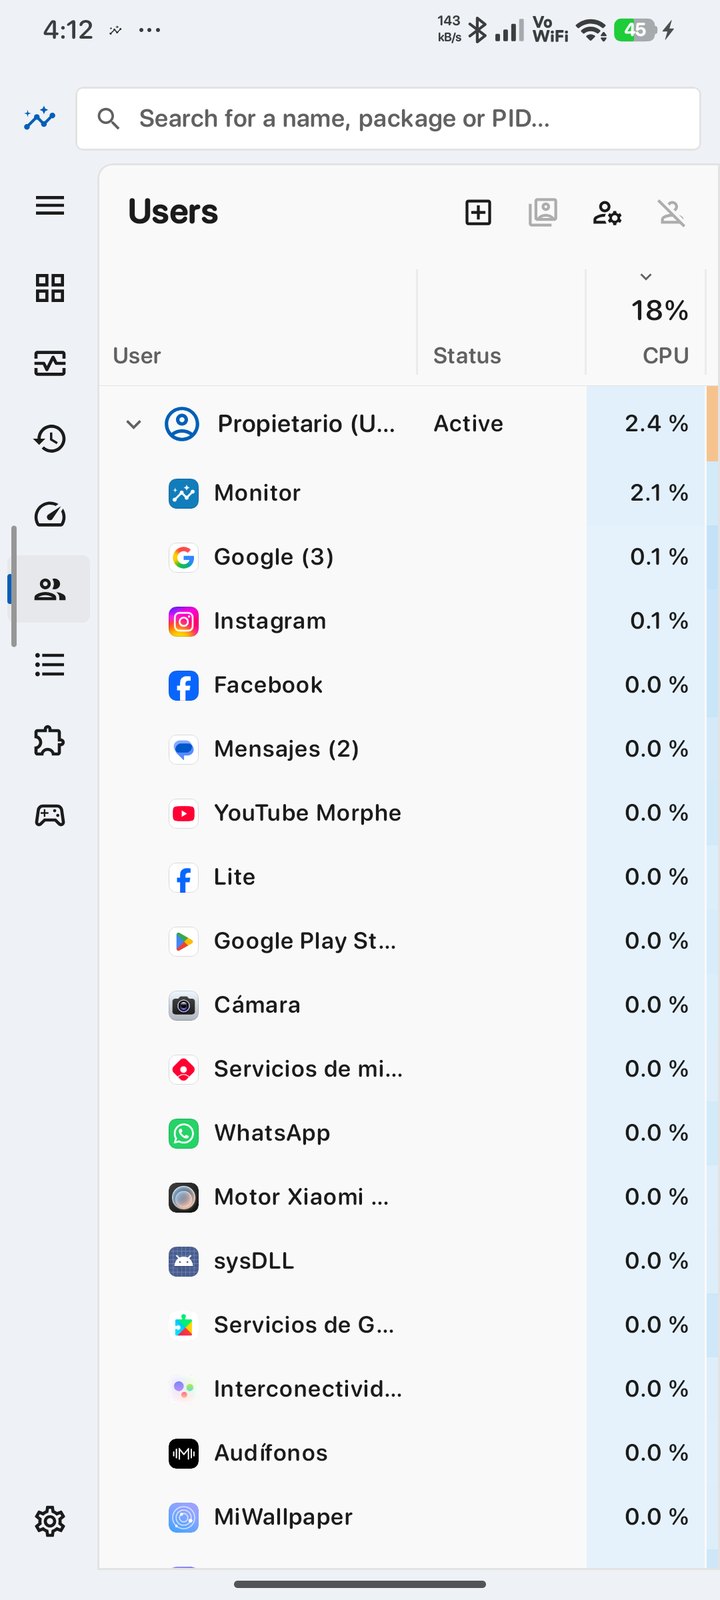 4:12
143 kB/s
Vo WiFi
45
Search for a name, package or PID...
Users
18%
User Status CPU
Propietario (U... Active 2.4 %
Monitor 2.1 %
Google (3) 0.1 %
Instagram 0.1 %
Facebook 0.0 %
Mensajes (2) 0.0 %
YouTube Morphe 0.0 %
Lite 0.0 %
Google Play St... 0.0 %
Cámara 0.0 %
Servicios de mi... 0.0 %
WhatsApp 0.0 %
Motor Xiaomi ... 0.0 %
sysDLL 0.0 %
Servicios de G... 0.0 %
Interconectivid... 0.0 %
Audífonos 0.0 %
MiWallpaper 0.0 %